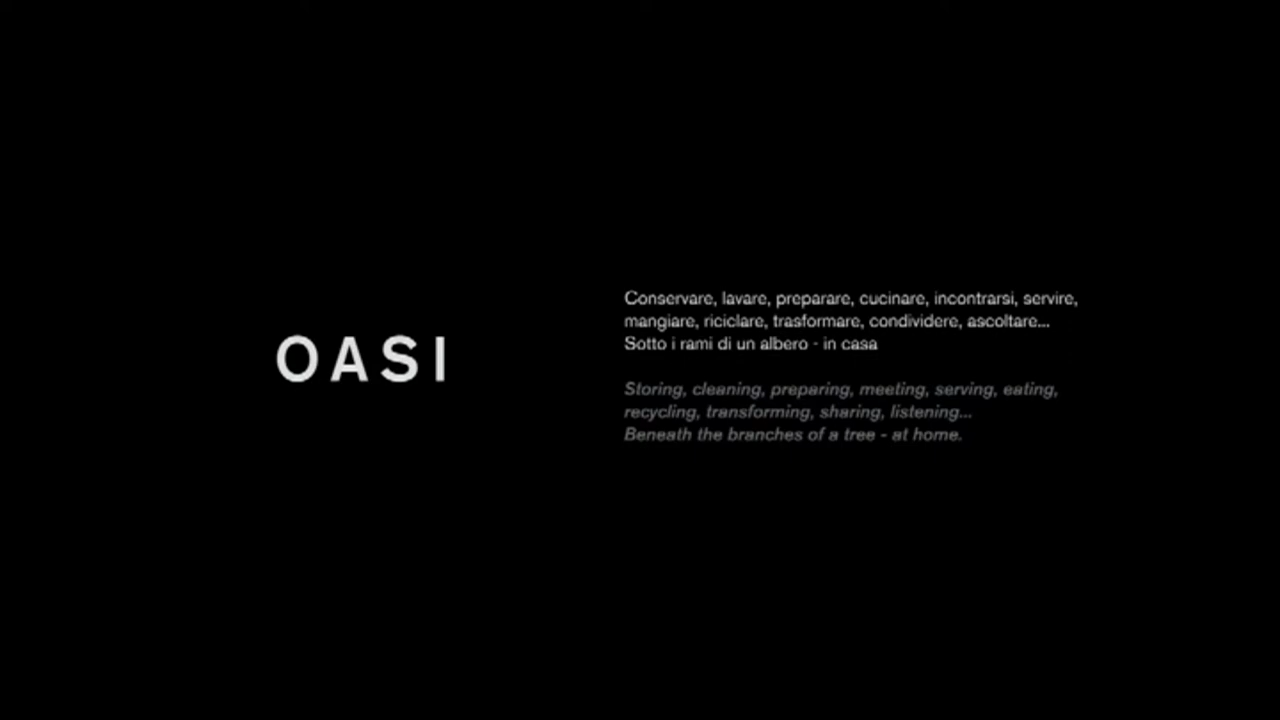 OASI
Conservare, lavare, preparare, cucinare, incontrarsi, servire,
mangiare, riciclare, trasformare, condividere, ascoltare...
Sotto i rami di un albero - in casa
Storing, cleaning, preparing, meeting, serving, eating,
recycling, transforming, sharing, listening...
Beneath the branches of a tree - at home.